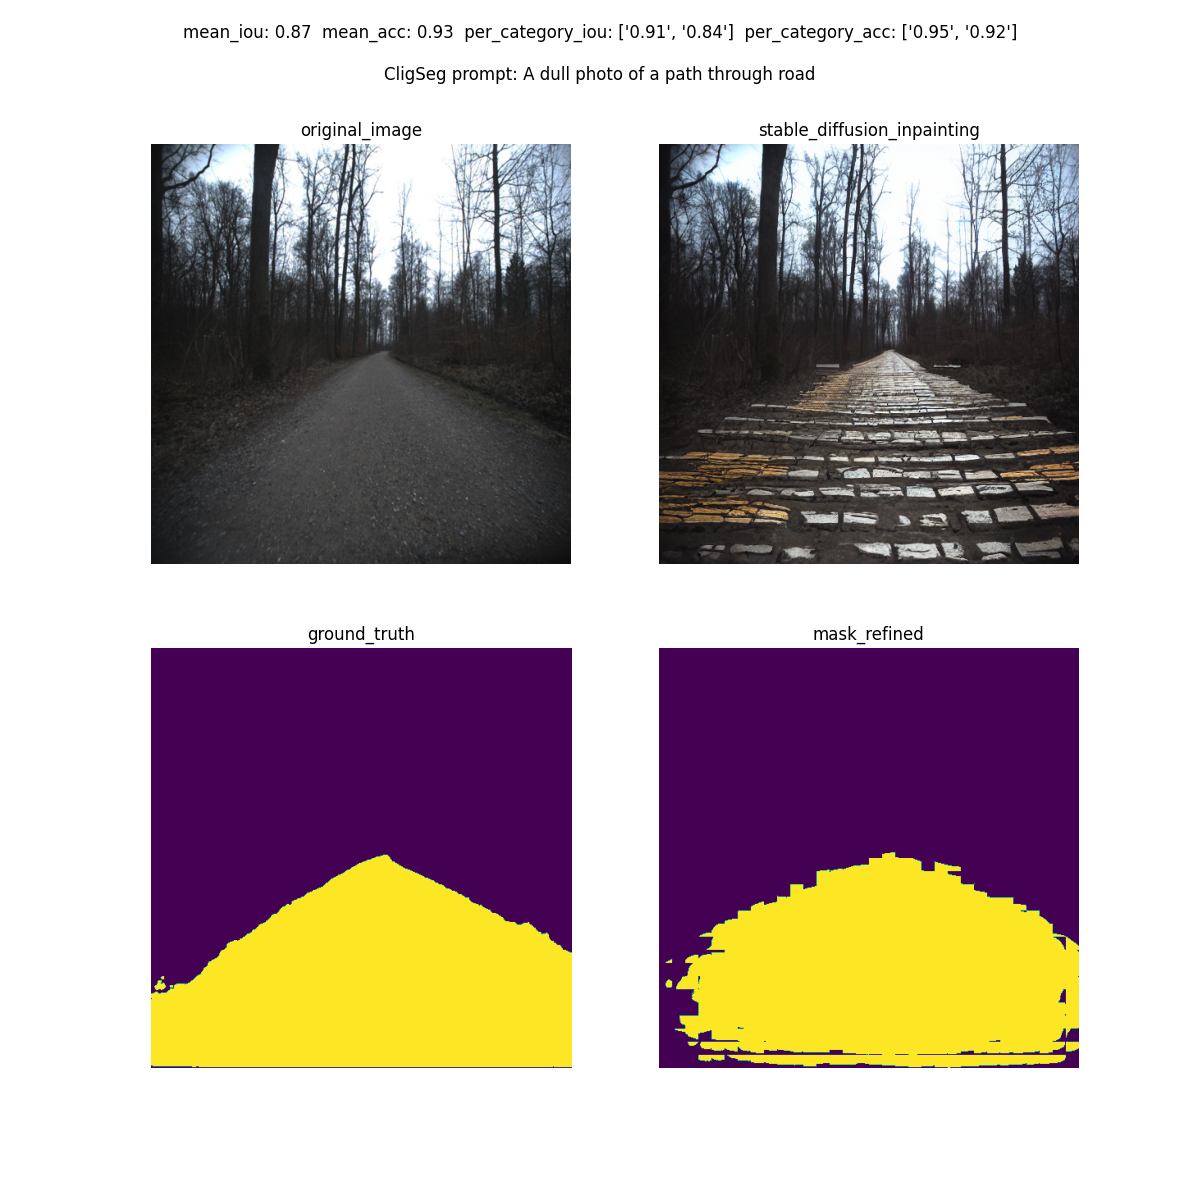 mean_iou: 0.87  mean_acc: 0.93  per_category_iou: ['0.91', '0.84']  per_category_acc: ['0.95', '0.92']
CligSeg prompt: A dull photo of a path through road
original_image
stable_diffusion_inpainting
ground_truth
mask_refined